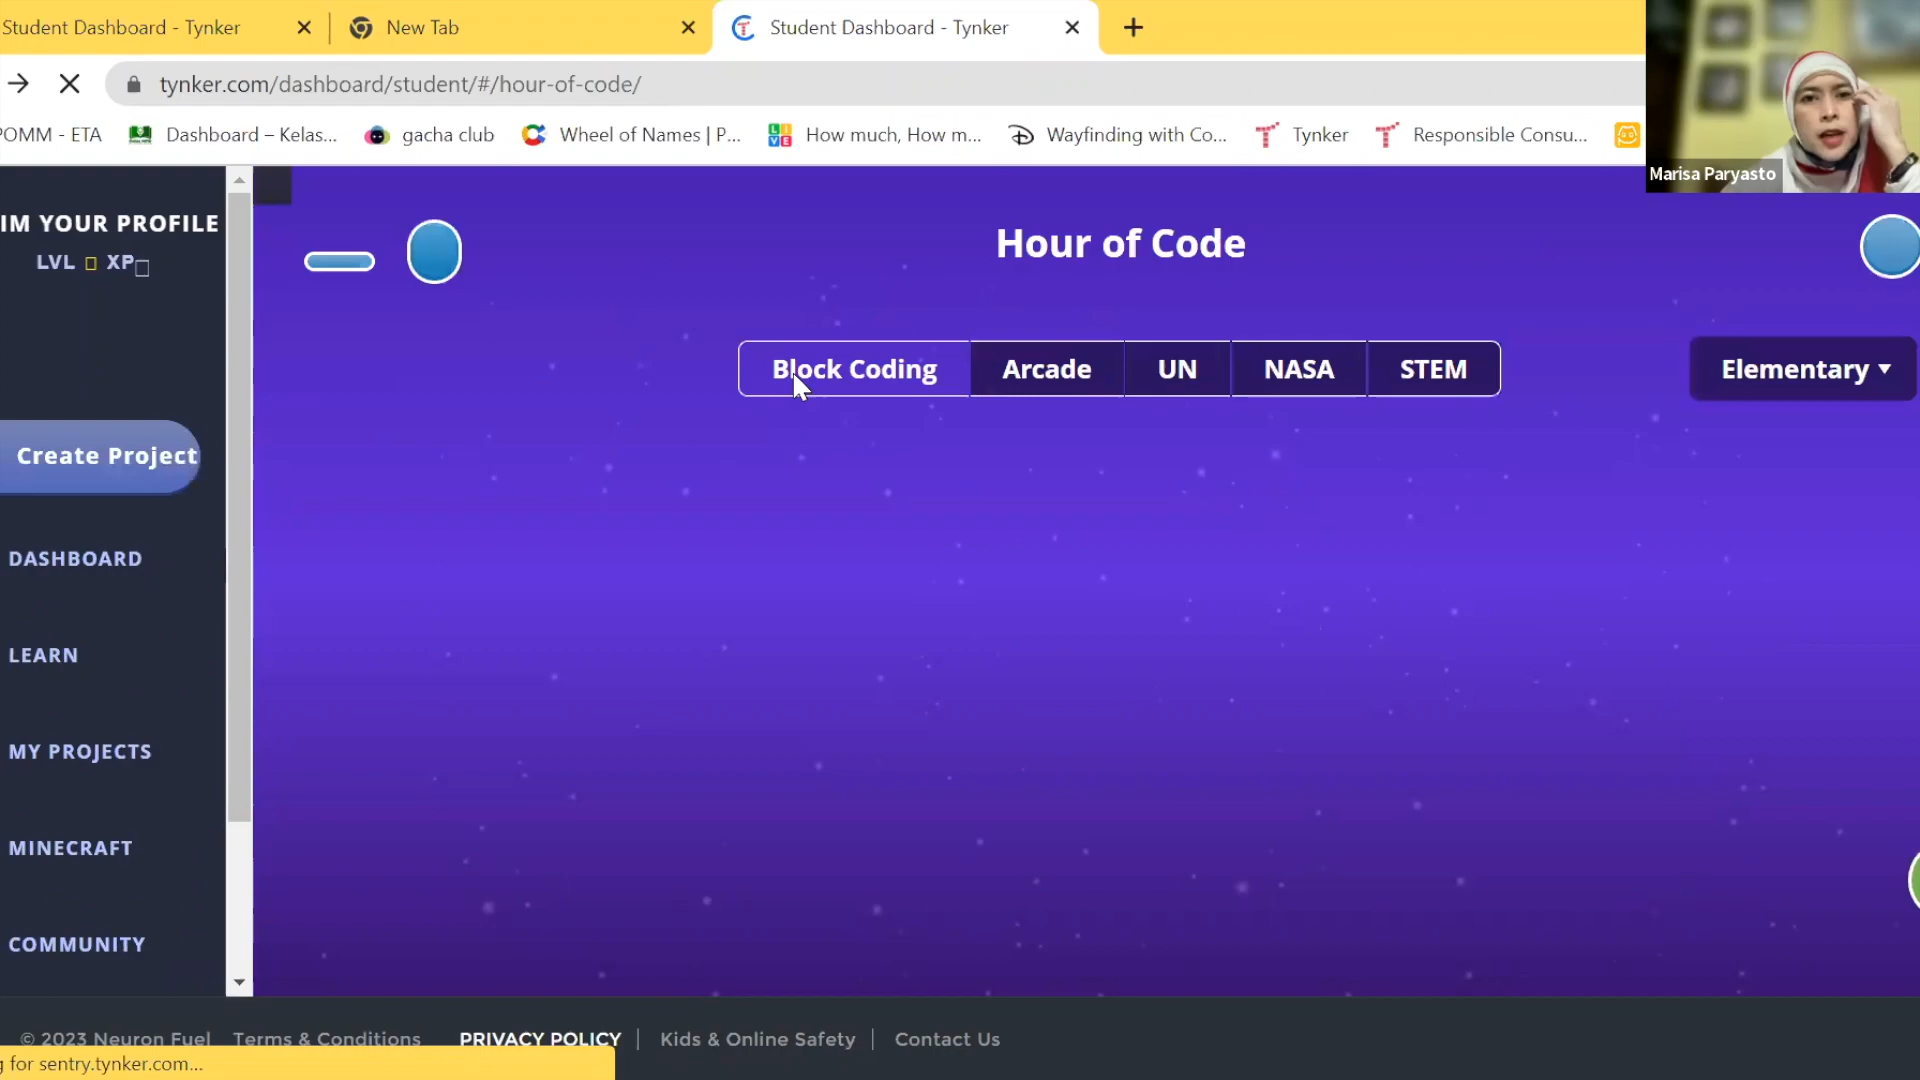 Student Dashboard - Tynker
New Tab
Student Dashboard - Tynker
tynker.com/dashboard/student/#/hour-of-code/
POMM - ETA
Dashboard – Kelas...
gacha club
Wheel of Names | P...
LIVE
How much, How m...
Wayfinding with Co...
Tynker
Responsible Consu...
Marisa Paryasto
IM YOUR PROFILE
LVL XP
Hour of Code
Block Coding
Arcade
UN
NASA
STEM
Elementary
Create Project
DASHBOARD
LEARN
MY PROJECTS
MINECRAFT
COMMUNITY
© 2023 Neuron Fuel
Terms & Conditions
PRIVACY POLICY
Kids & Online Safety
Contact Us
g for sentry.tynker.com...